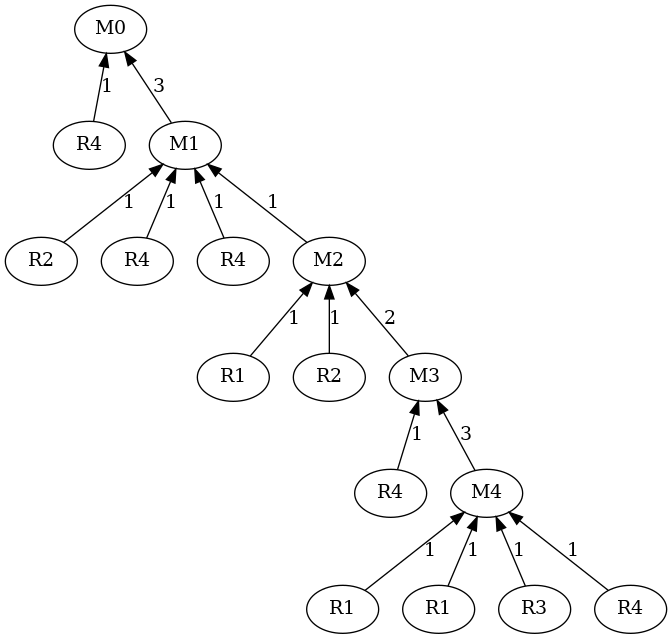 M0
1 3
R4 M1
1 1 1 1
R2 R4 R4 M2
1 1 2
R1 R2 M3
1 3
R4 M4
1 1 1 1
R1 R1 R3 R4